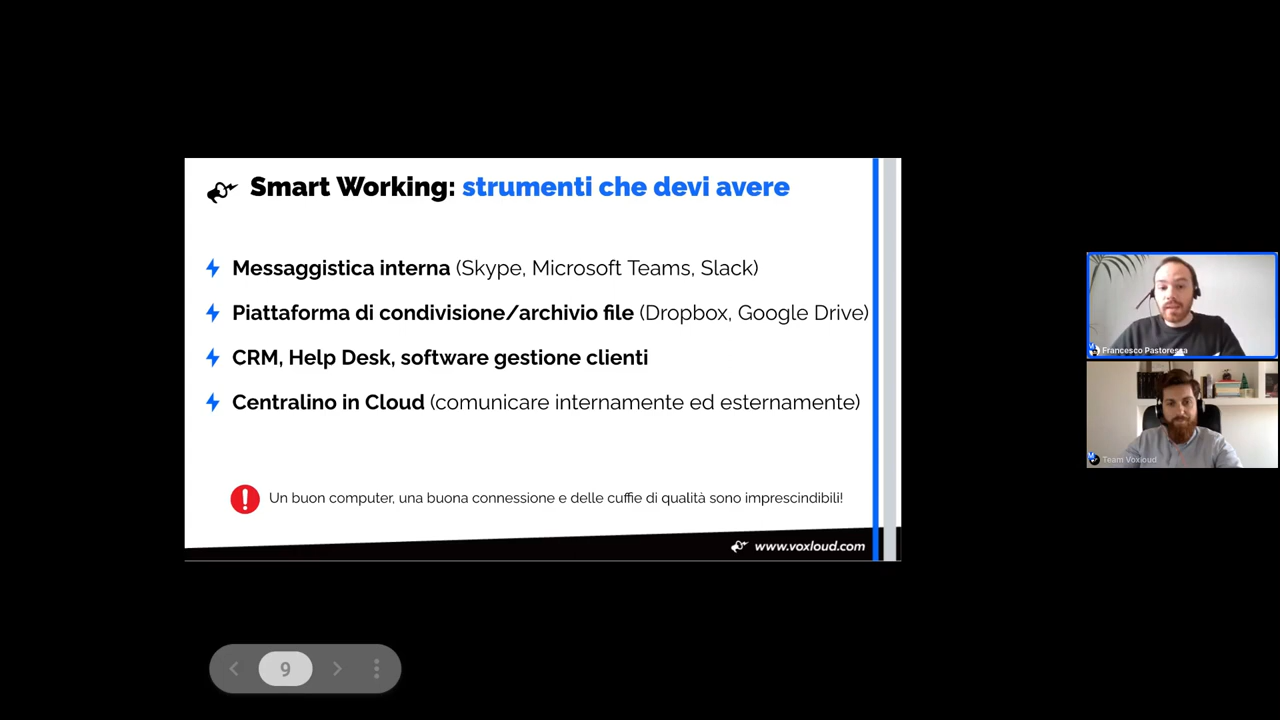 Smart Working: strumenti che devi avere
Messaggistica interna (Skype, Microsoft Teams, Slack)
Piattaforma di condivisione/archivio file (Dropbox, Google Drive)
CRM, Help Desk, software gestione clienti
Centralino in Cloud (comunicare internamente ed esternamente)
Un buon computer, una buona connessione e delle cuffie di qualità sono imprescindibili!
www.voxloud.com
9
Francesco Pastoressa
Team Voxloud